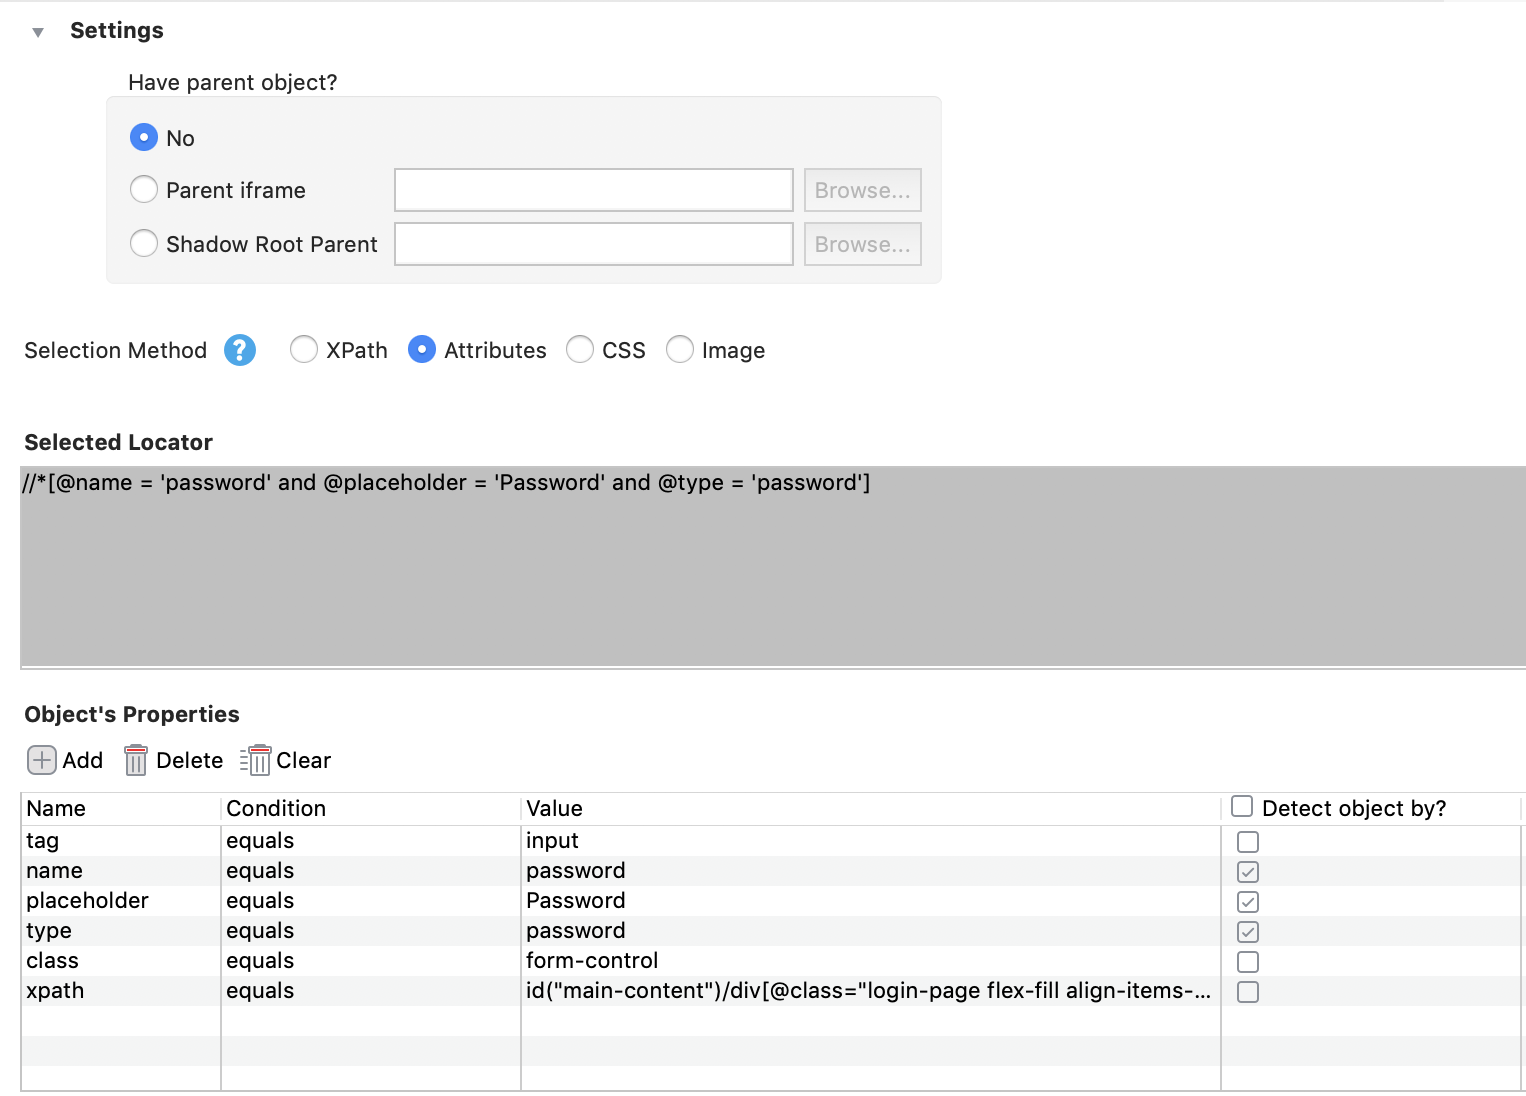 Settings
Have parent object?
No
Parent iframe Browse...
Shadow Root Parent Browse...
Selection Method ? XPath Attributes CSS Image
Selected Locator
//*[@name = 'password' and @placeholder = 'Password' and @type = 'password']
Object's Properties
Add Delete Clear
Name Condition Value Detect object by?
tag equals input
name equals password
placeholder equals Password
type equals password
class equals form-control
xpath equals id("main-content")/div[@class="login-page flex-fill align-items-...